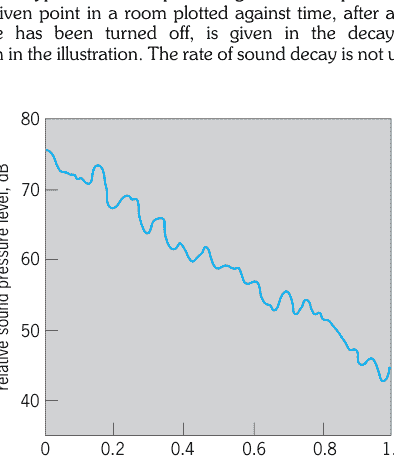 given point in a room plotted against time, after a
has been turned off, is given in the decay
in the illustration. The rate of sound decay is not
80
70
60
50
40
relative sound pressure level, dB
0
0.2
0.4
0.6
0.8
1.